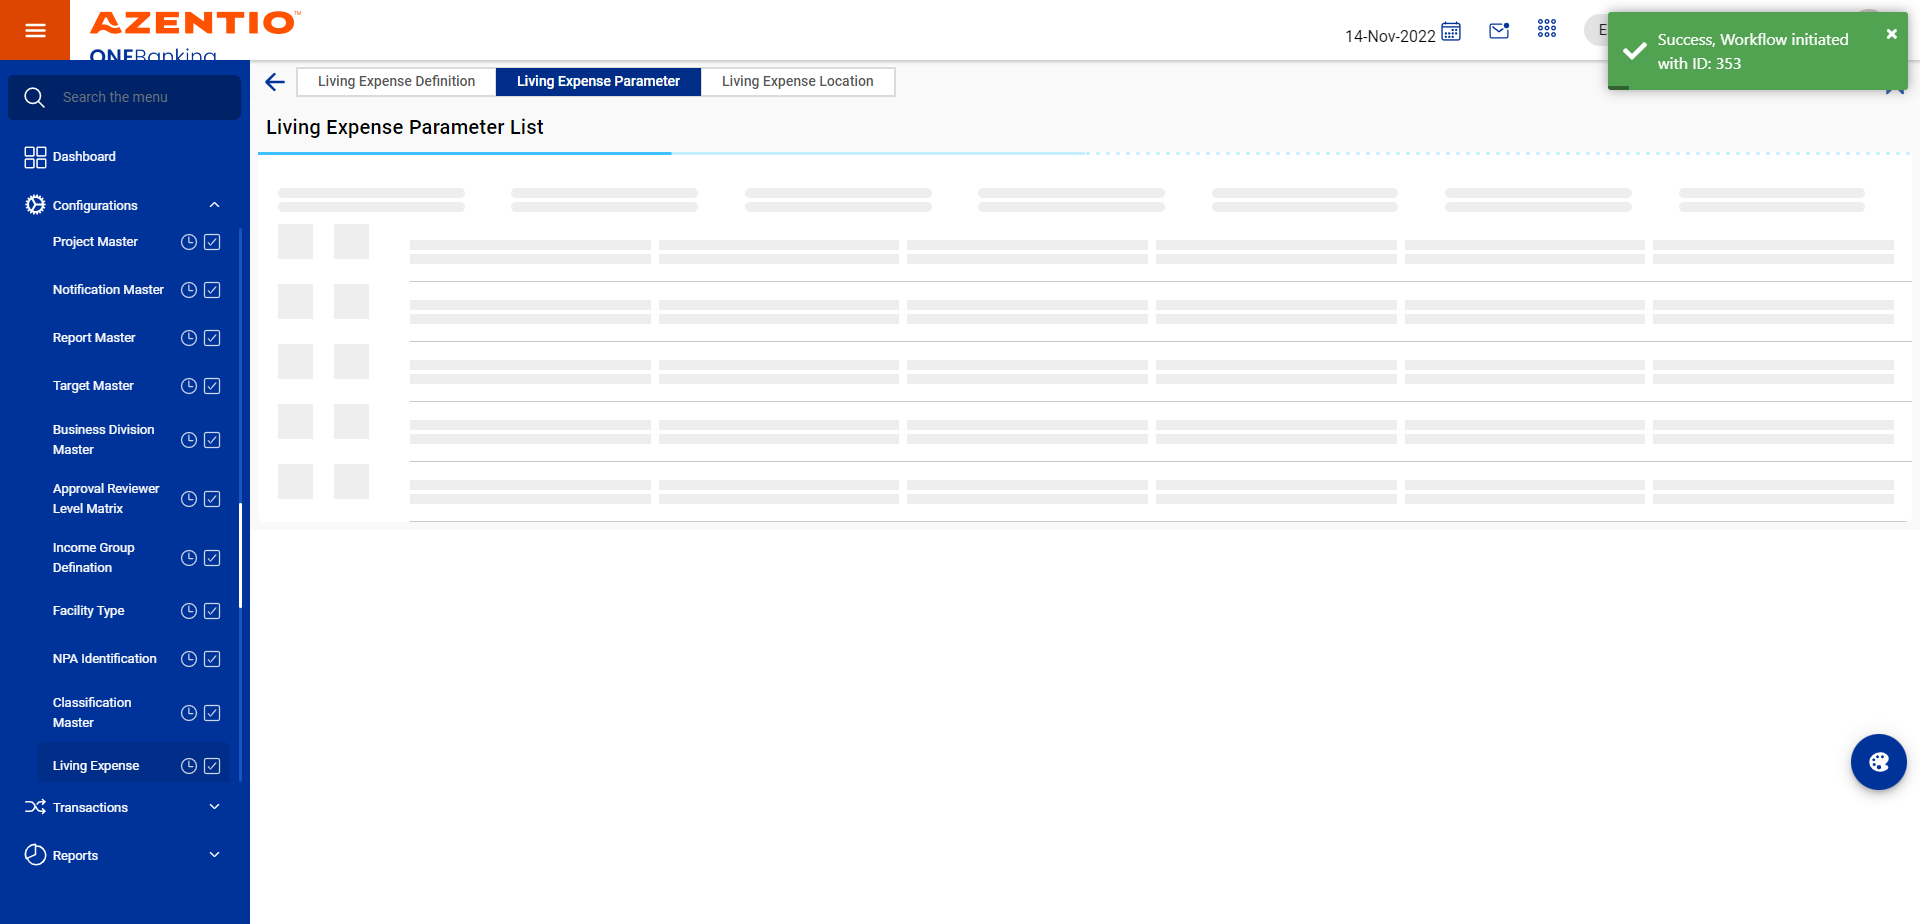 AZENTIO™
ONEBanking
14-Nov-2022
E
Success, Workflow initiated
with ID: 353
Search the menu
Living Expense Definition
Living Expense Parameter
Living Expense Location
Living Expense Parameter List
Dashboard
Configurations
Project Master
Notification Master
Report Master
Target Master
Business Division
Master
Approval Reviewer
Level Matrix
Income Group
Defination
Facility Type
NPA Identification
Classification
Master
Living Expense
Transactions
Reports